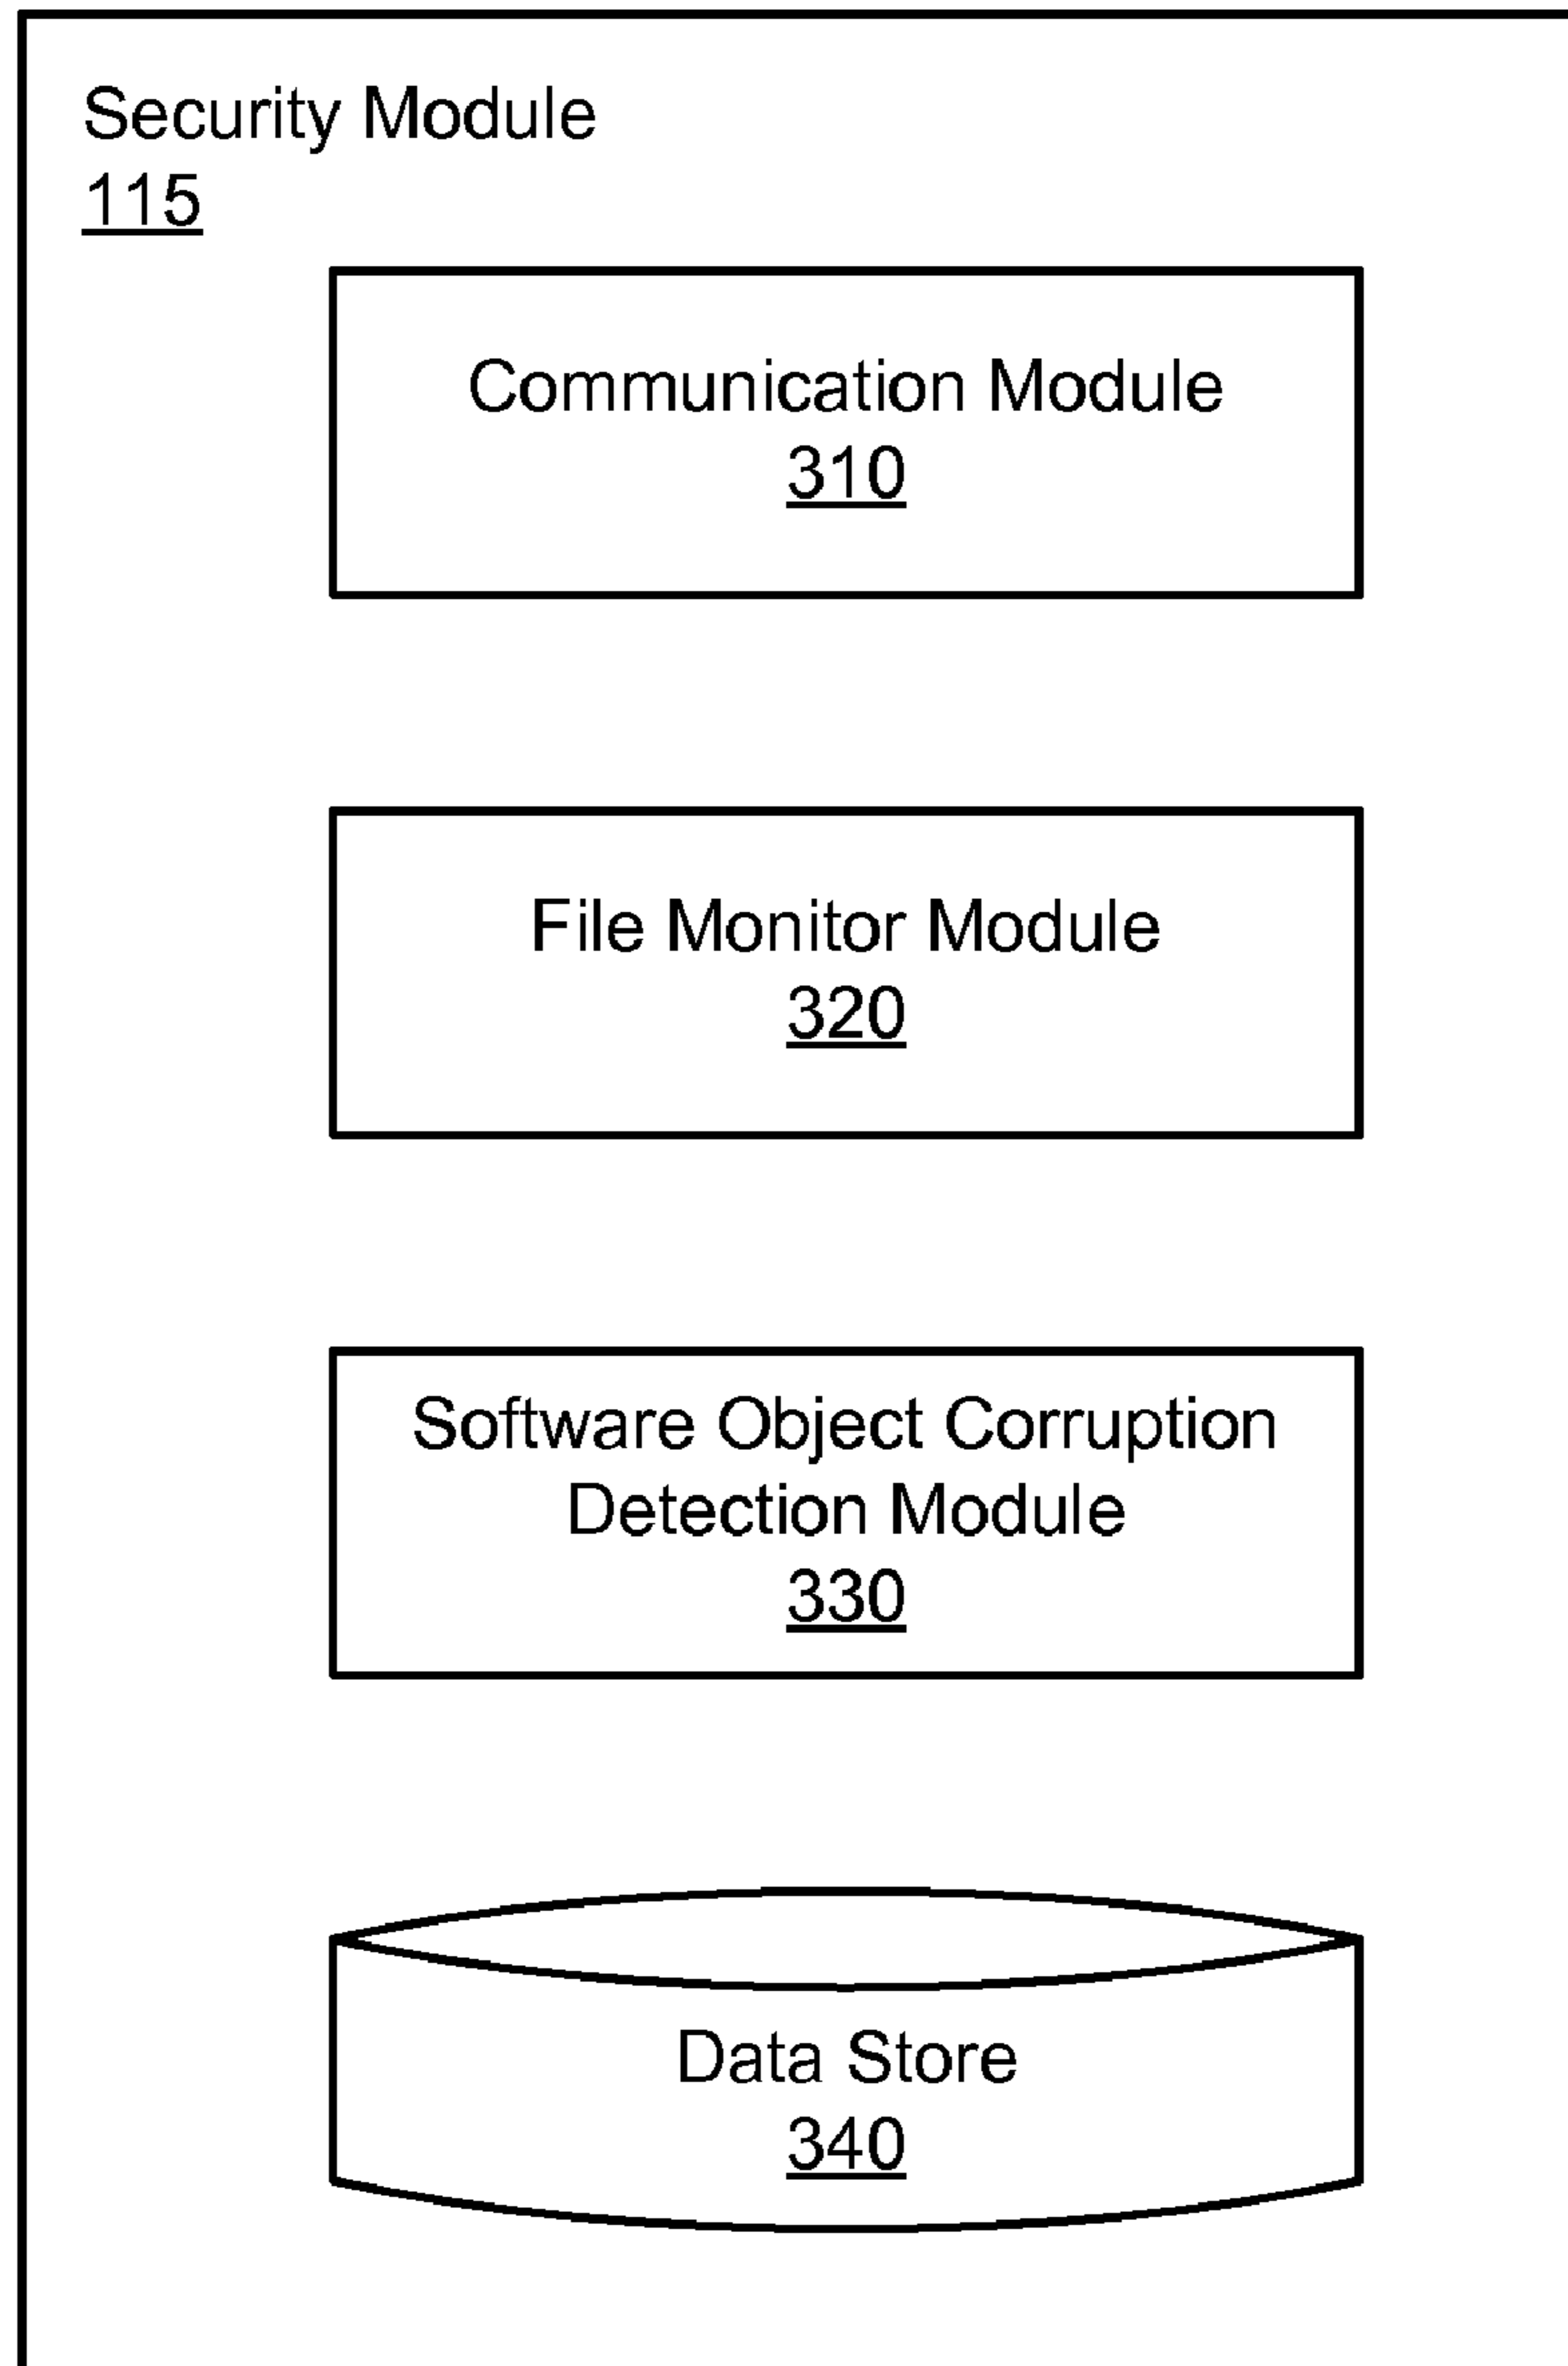 Security Module
115
Communication Module
310
File Monitor Module
320
Software Object Corruption
Detection Module
330
Data Store
340